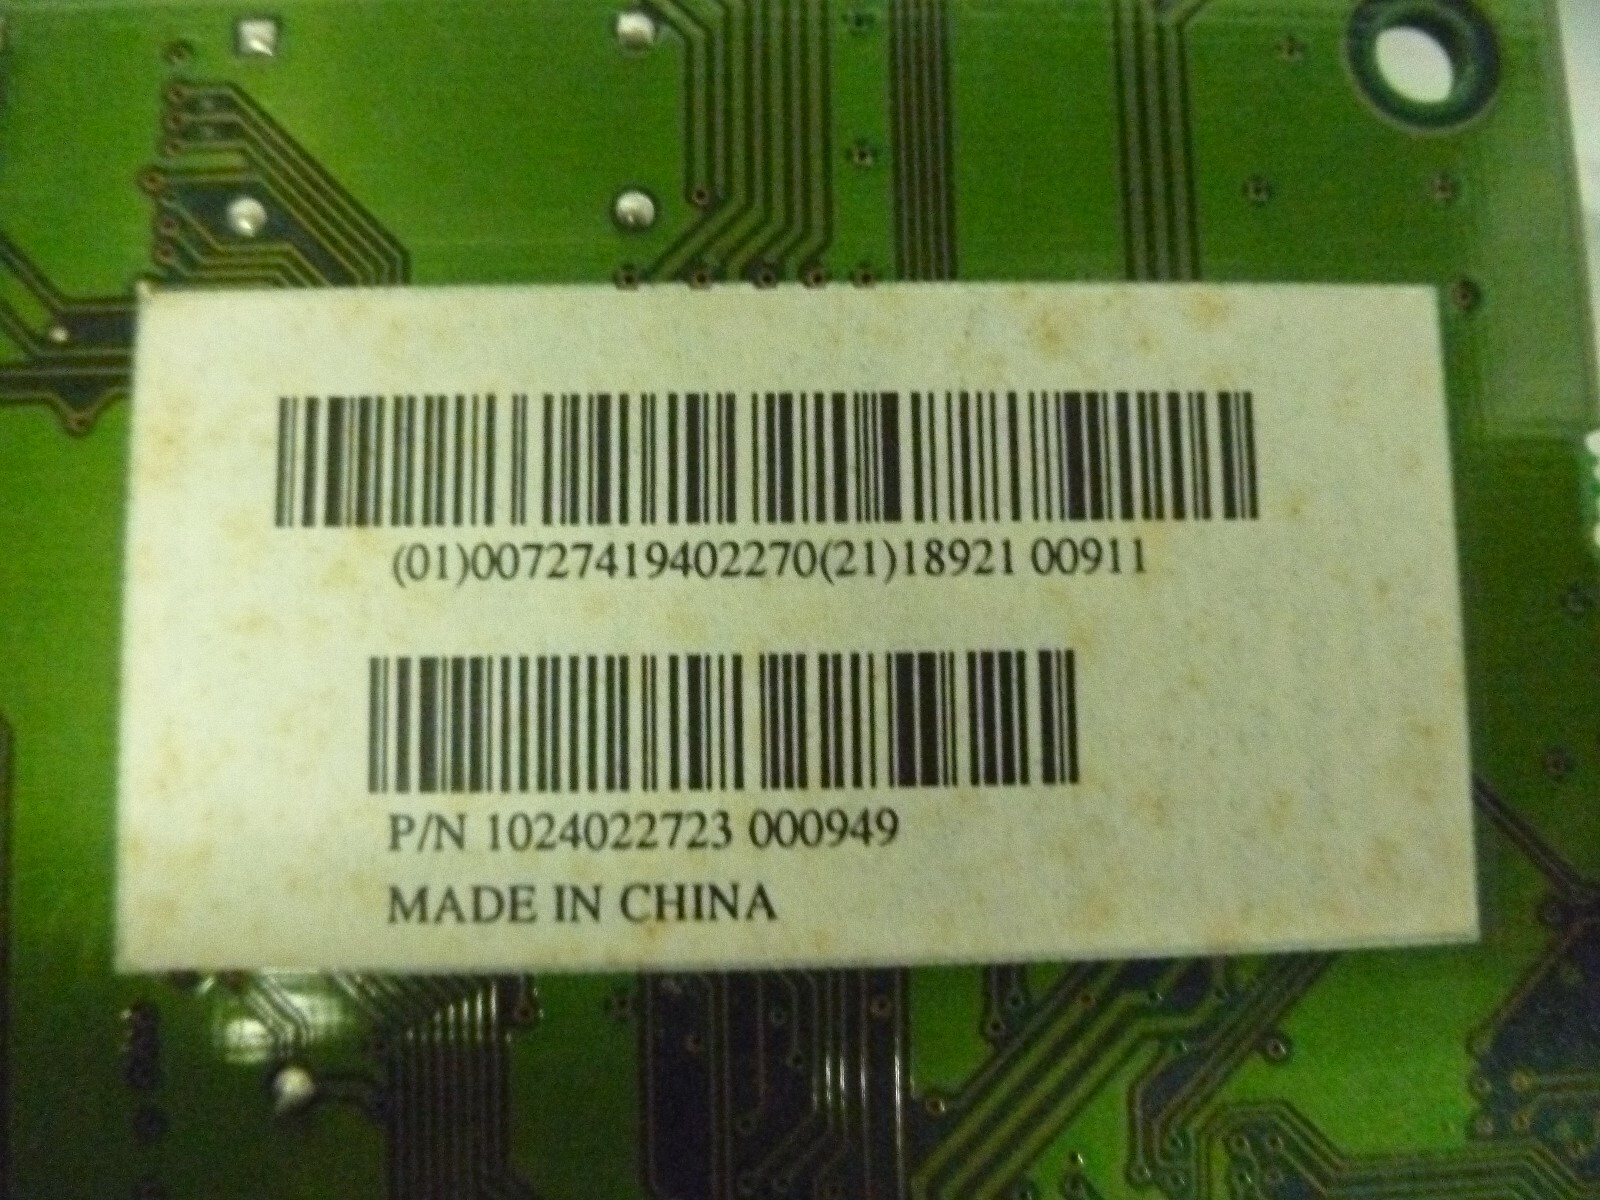 (01)00727419402270(21)18921 00911
P/N 1024022723 000949
MADE IN CHINA